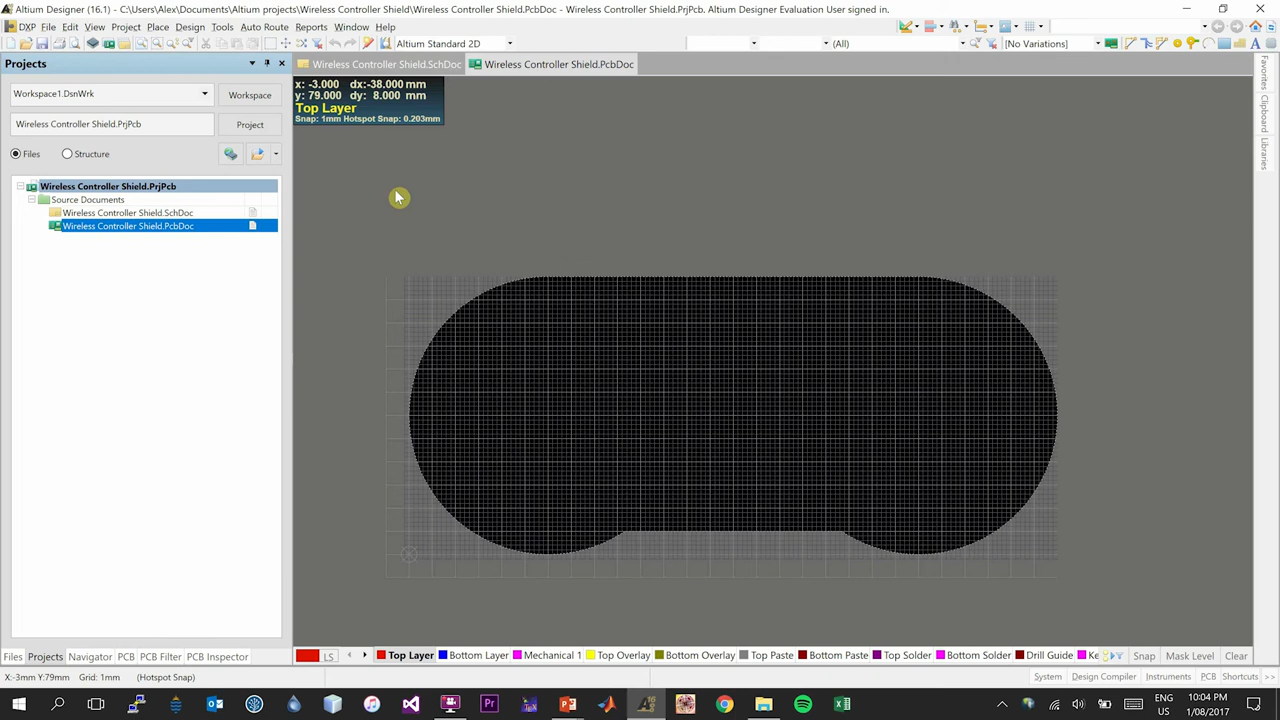 Altium Designer (16.1) - C:\Users\Alex\Documents\Altium projects\Wireless Controller Shield\Wireless Controller Shield.PcbDoc - Wireless Controller Shield.PrjPcb. Altium Designer Evaluation User signed in.
DXP File Edit View Project Place Design Tools Auto Route Reports Window Help
Altium Standard 2D (All) [No Variations]
Projects
Wireless Controller Shield.SchDoc Wireless Controller Shield.PcbDoc
Workspace1.DsnWrk Workspace
Wireless Controller Shield.PrjPcb Project
Files Structure
Wireless Controller Shield.PrjPcb
Source Documents
Wireless Controller Shield.SchDoc
Wireless Controller Shield.PcbDoc
x: -3.000 dx:-38.000 mm
y: 79.000 dy: 8.000 mm
Top Layer
Snap: 1mm Hotspot Snap: 0.203mm
Favorites
Clipboard
Libraries
Files Projects Navigator PCB PCB Filter PCB Inspector
LS Top Layer Bottom Layer Mechanical 1 Top Overlay Bottom Overlay Top Paste Bottom Paste Top Solder Bottom Solder Drill Guide Ke Snap Mask Level Clear
X:-3mm Y:79mm Grid: 1mm (Hotspot Snap) System Design Compiler Instruments PCB Shortcuts >>
ENG
US
10:04 PM
1/08/2017